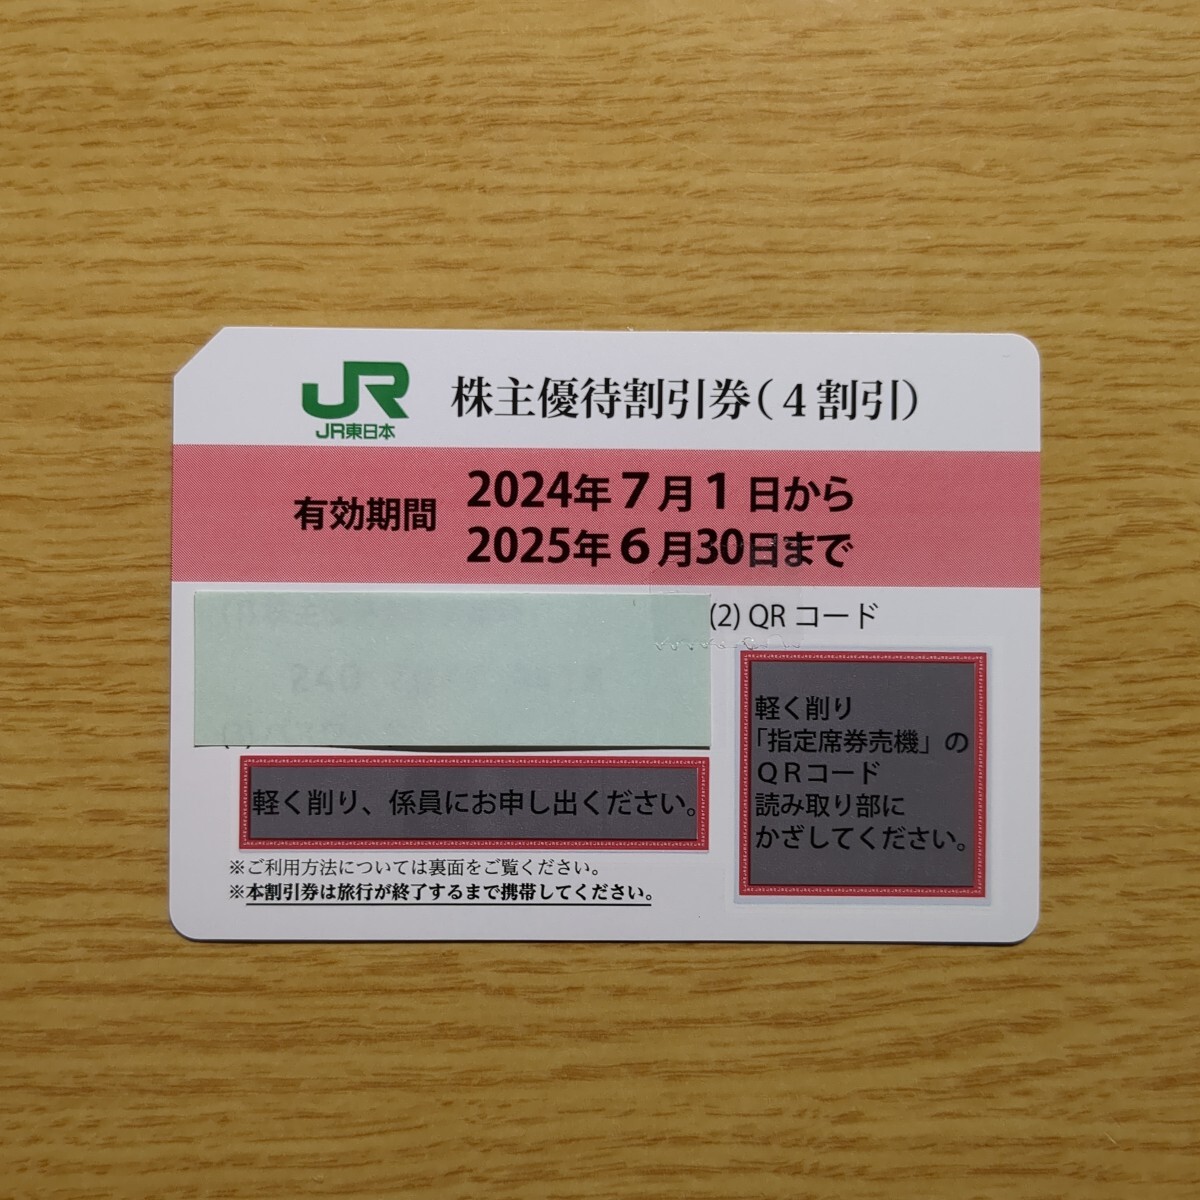 JR
JR東日本
株主優待割引券(４割引)
有効期間
2024年７月１日から
2025年６月30日まで
(2) QR コード
軽く削り、係員にお申し出ください。
軽く削り
「指定席券売機」の
ＱＲコード
読み取り部に
かざしてください。
※ご利用方法については裏面をご覧ください。
※本割引券は旅行が終了するまで携帯してください。